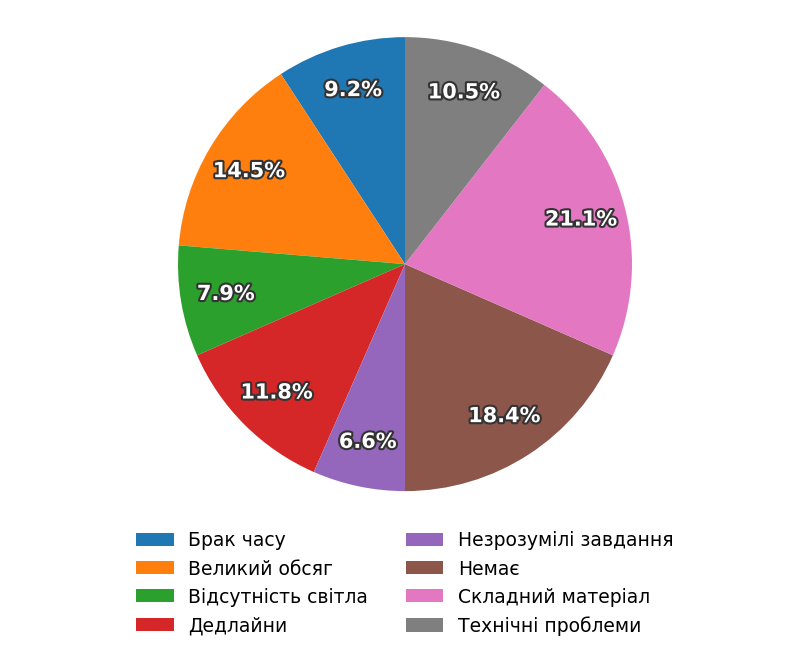 9.2%
10.5%
14.5%
21.1%
7.9%
11.8%
18.4%
6.6%
Брак часу
Великий обсяг
Відсутність світла
Дедлайни
Незрозумілі завдання
Немає
Складний матеріал
Технічні проблеми